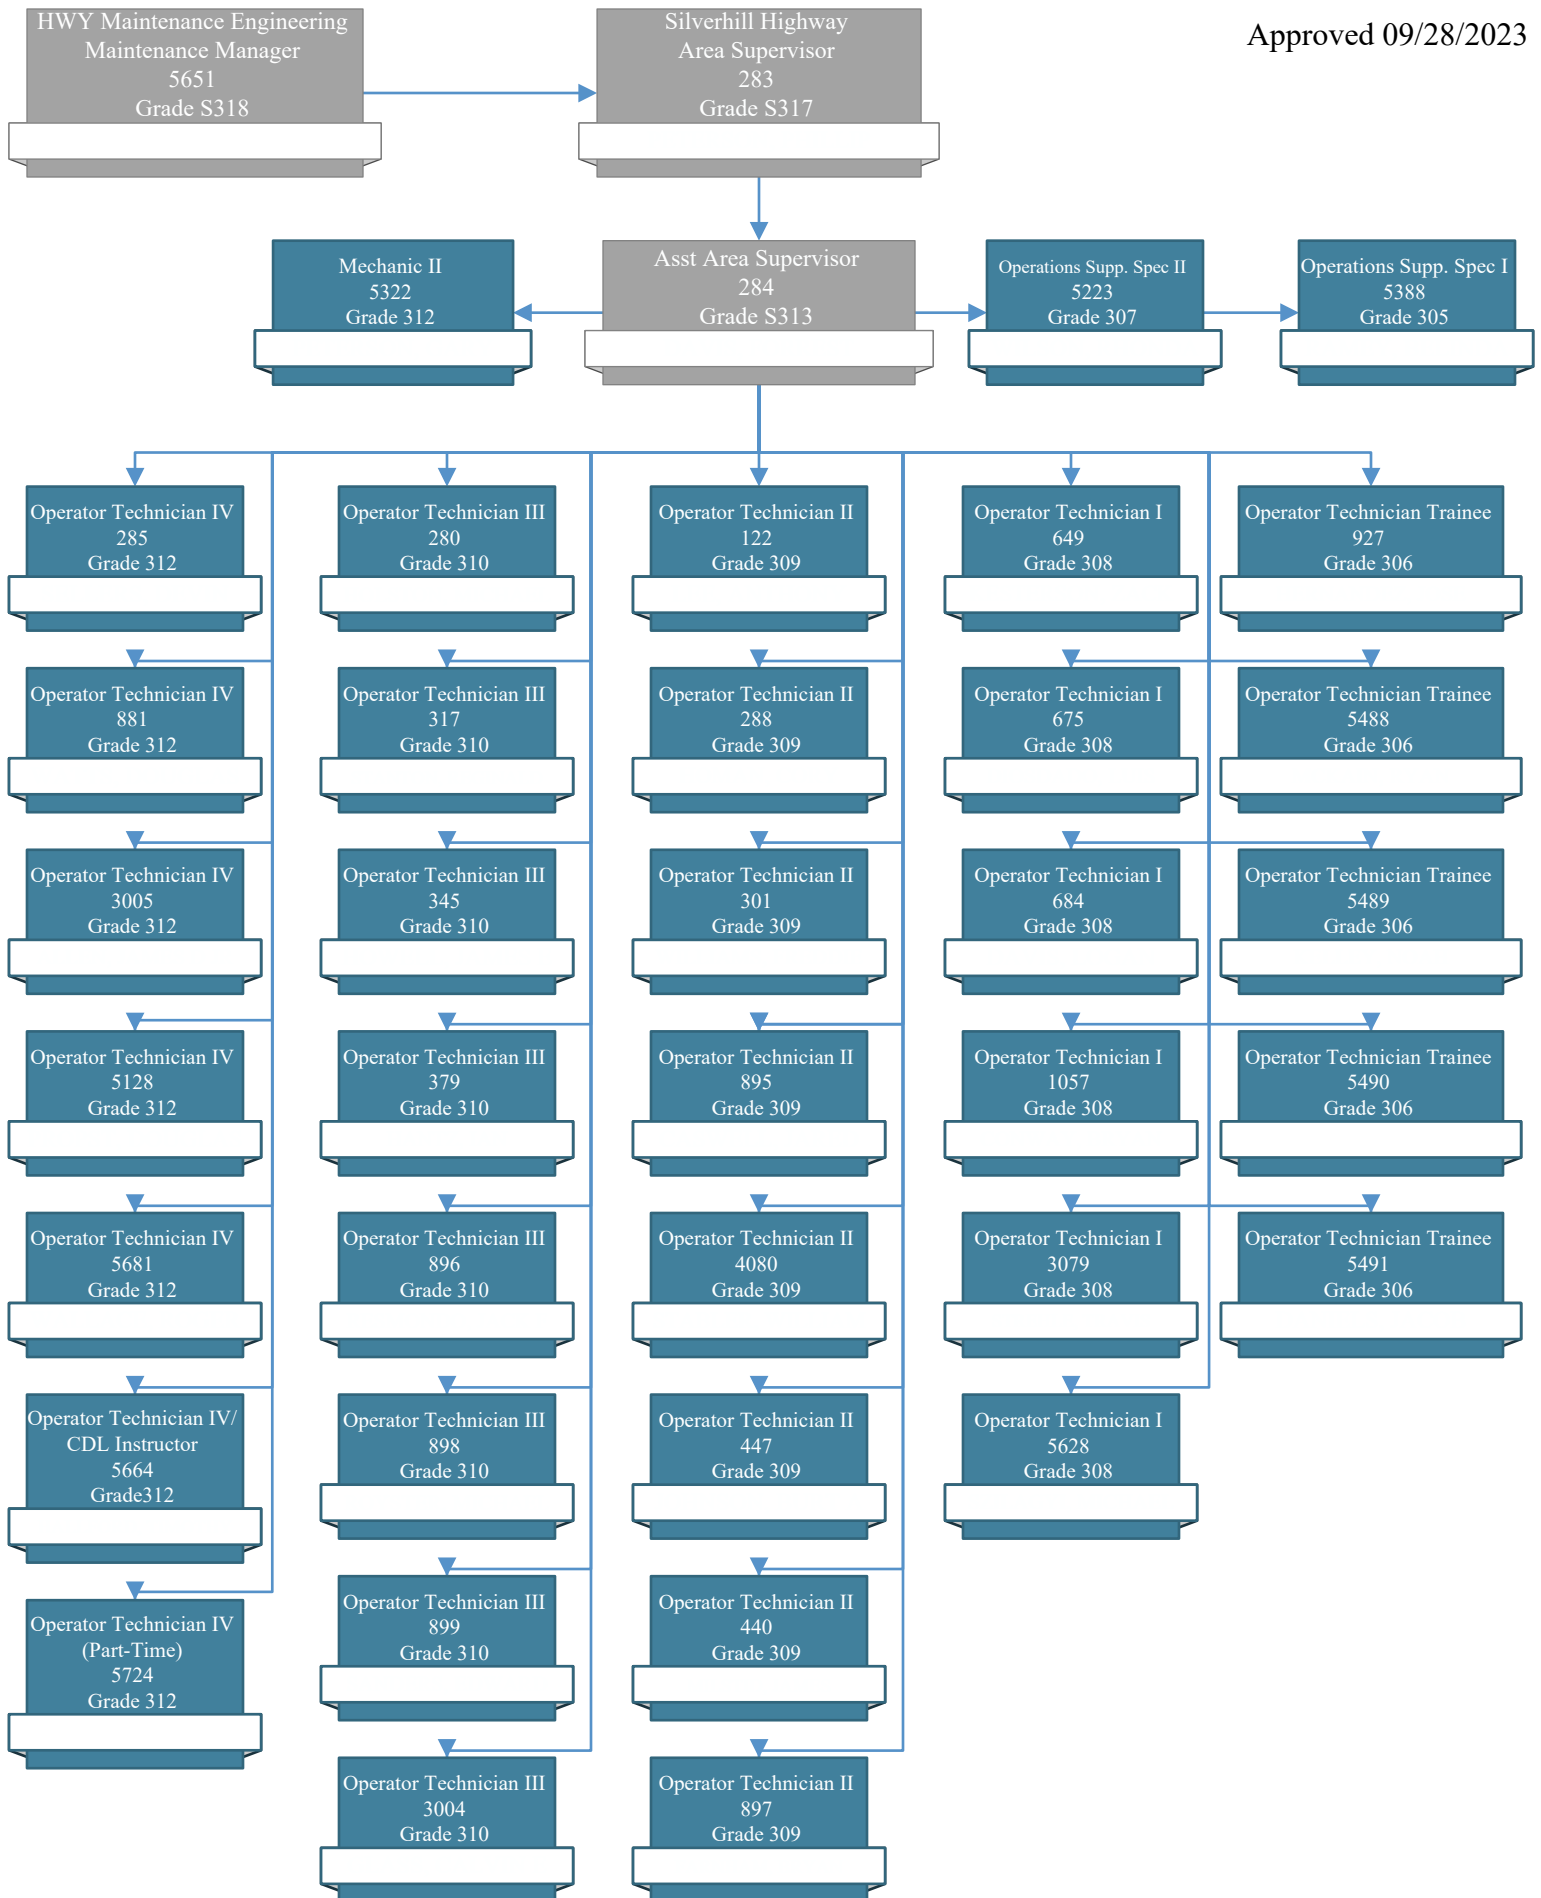 HWY Maintenance Engineering
Maintenance Manager
5651
Grade S318
Silverhill Highway
Area Supervisor
283
Grade S317
Approved 09/28/2023
Mechanic II
5322
Grade 312
Asst Area Supervisor
284
Grade S313
Operations Supp. Spec II
5223
Grade 307
Operations Supp. Spec I
5388
Grade 305
Operator Technician IV
285
Grade 312
Operator Technician III
280
Grade 310
Operator Technician II
122
Grade 309
Operator Technician I
649
Grade 308
Operator Technician Trainee
927
Grade 306
Operator Technician IV
881
Grade 312
Operator Technician III
317
Grade 310
Operator Technician II
288
Grade 309
Operator Technician I
675
Grade 308
Operator Technician Trainee
5488
Grade 306
Operator Technician IV
3005
Grade 312
Operator Technician III
345
Grade 310
Operator Technician II
301
Grade 309
Operator Technician I
684
Grade 308
Operator Technician Trainee
5489
Grade 306
Operator Technician IV
5128
Grade 312
Operator Technician III
379
Grade 310
Operator Technician II
895
Grade 309
Operator Technician I
1057
Grade 308
Operator Technician Trainee
5490
Grade 306
Operator Technician IV
5681
Grade 312
Operator Technician III
896
Grade 310
Operator Technician II
4080
Grade 309
Operator Technician I
3079
Grade 308
Operator Technician Trainee
5491
Grade 306
Operator Technician IV/
CDL Instructor
5664
Grade312
Operator Technician III
898
Grade 310
Operator Technician II
447
Grade 309
Operator Technician I
5628
Grade 308
Operator Technician IV
(Part-Time)
5724
Grade 312
Operator Technician III
899
Grade 310
Operator Technician II
440
Grade 309
Operator Technician III
3004
Grade 310
Operator Technician II
897
Grade 309